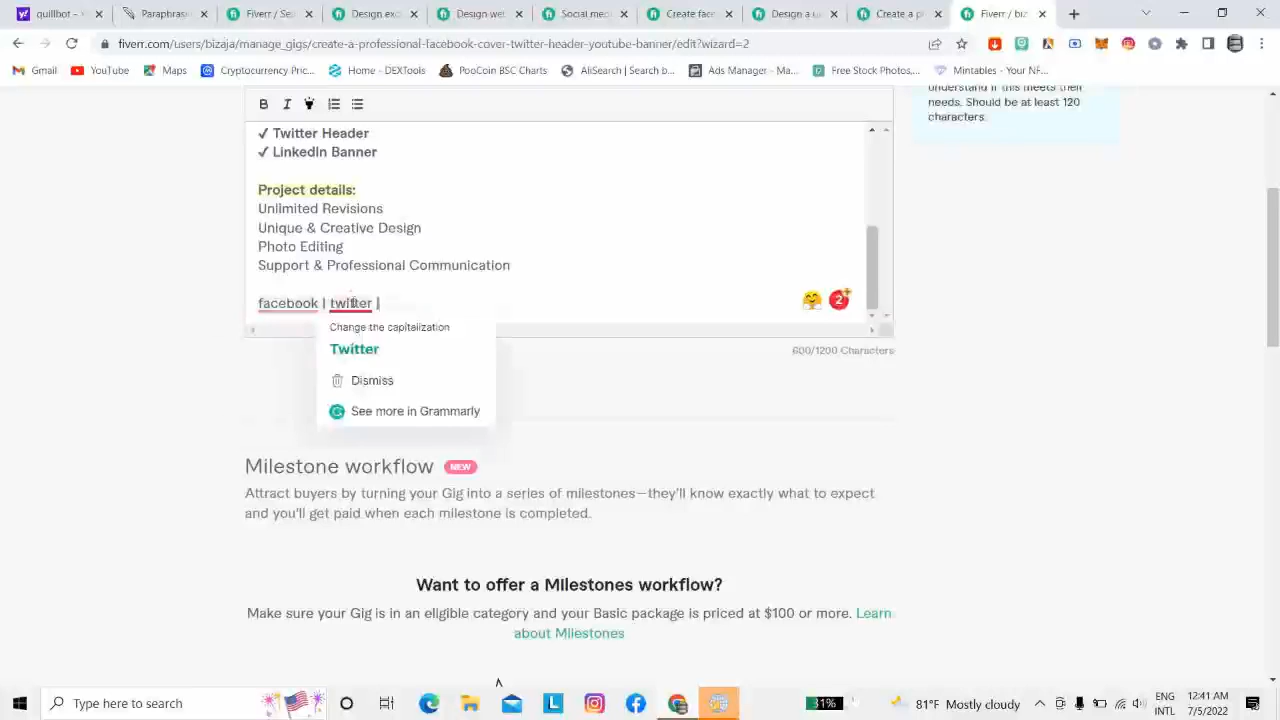 quillbot -
Paraphras
Fiverr /
Design exc
Design we
Social mec
Create face
Design a u
Create a p
Fiverr / biz
fiverr.com/users/bizaja/manage_gigs/create-a-professional-facebook-cover-twitter-header-youtube-banner/edit?wizard=2
Gmail
YouTube
Maps
Cryptocurrency Pric...
Home - DEXTools
PooCoin BSC Charts
AliSearch | Search b...
Ads Manager - Ma...
Free Stock Photos,...
Mintables - Your NF...
understand if this meets their
needs. Should be at least 120
characters.
B I
✓ Twitter Header
✓ Linkedin Banner
Project details:
Unlimited Revisions
Unique & Creative Design
Photo Editing
Support & Professional Communication
facebook | twitter |
2
Change the capitalization
Twitter
Dismiss
See more in Grammarly
600/1200 Characters
Milestone workflow NEW
Attract buyers by turning your Gig into a series of milestones—they'll know exactly what to expect
and you'll get paid when each milestone is completed.
Want to offer a Milestones workflow?
Make sure your Gig is in an eligible category and your Basic package is priced at $100 or more. Learn
about Milestones
Type here to search
31%
81°F Mostly cloudy
ENG
INTL
12:41 AM
7/5/2022